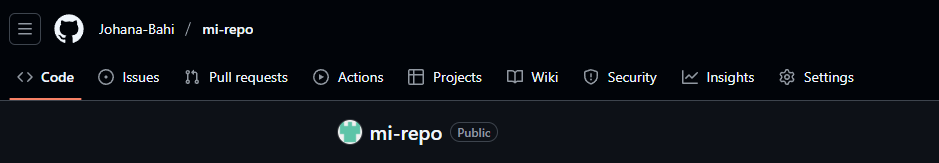 Johana-Bahi / mi-repo
Code Issues Pull requests Actions Projects Wiki Security Insights Settings
mi-repo Public